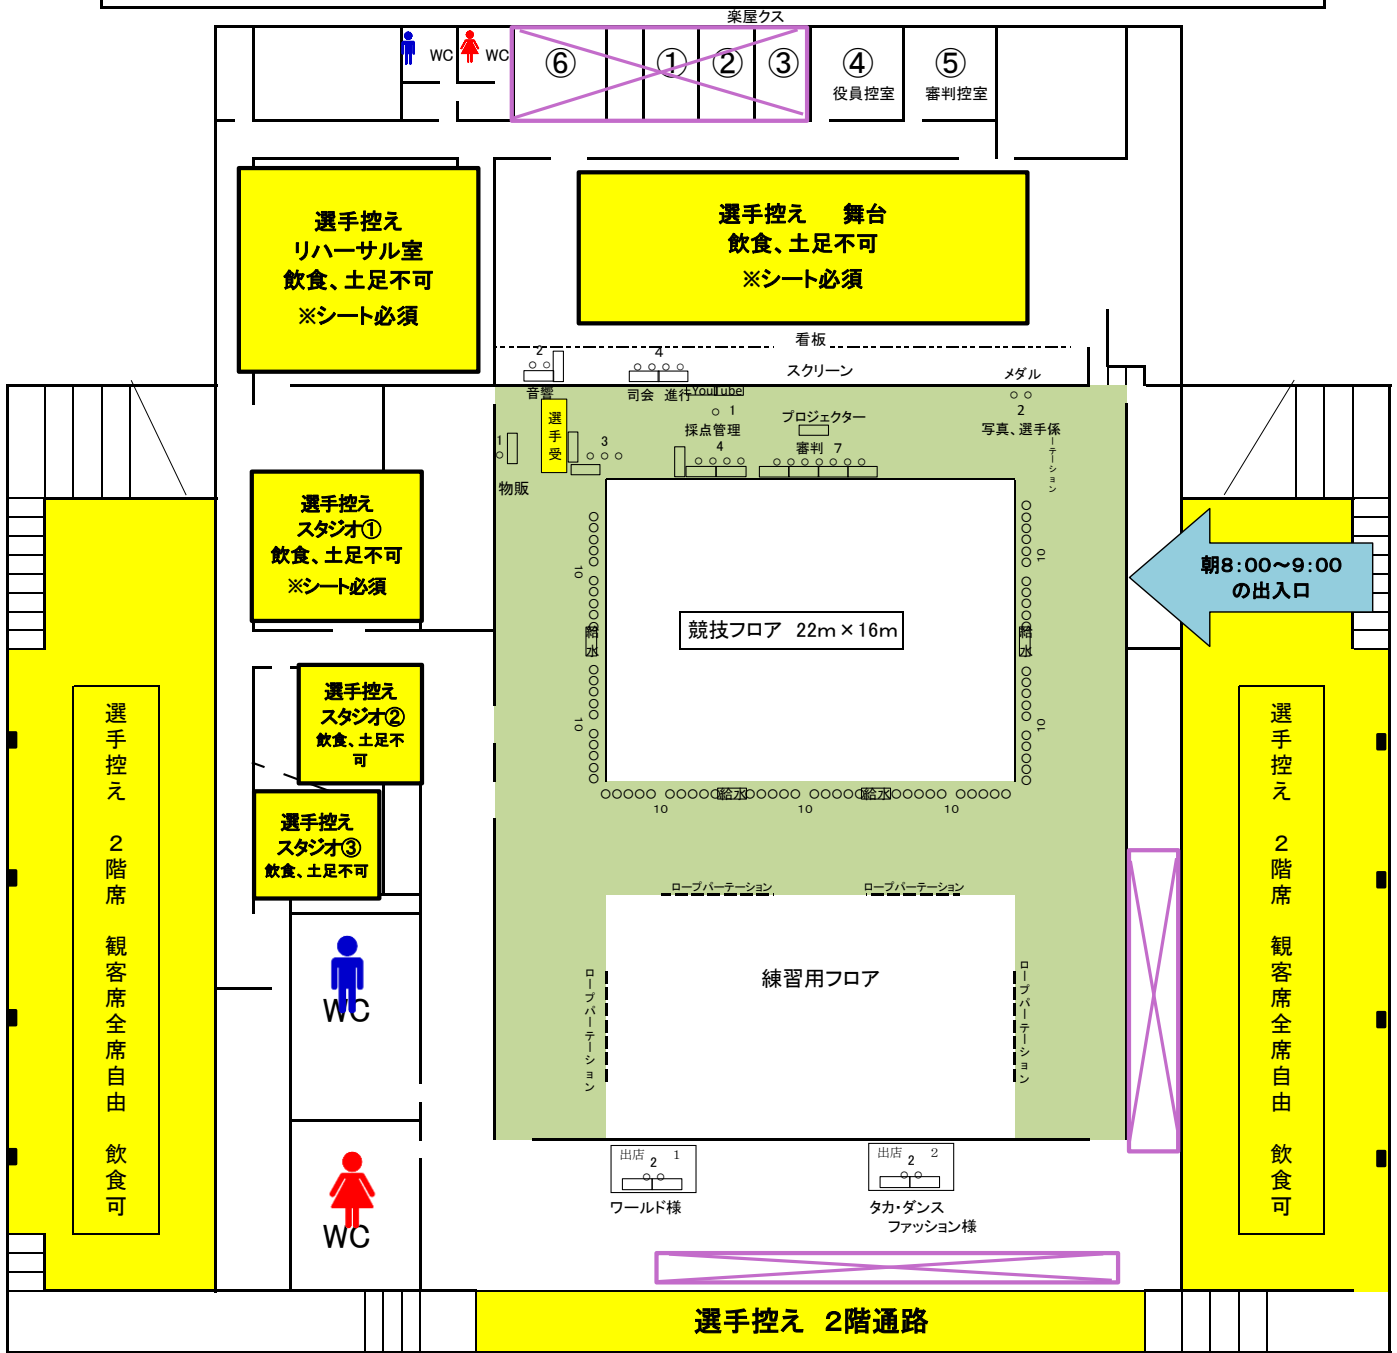 楽屋クス
WC
WC
⑥
①
②
③
④
⑤
役員控室
審判控室
選手控え
リハーサル室
飲食、土足不可
※シート必須
選手控え 舞台
飲食、土足不可
※シート必須
看板
スクリーン
2
音響
4
司会 進行
YouTube
メダル
2
写真、選手係
ーテーション
1
採点管理
4
プロジェクター
審判 7
選手受
3
1
物販
選手控え
スタジオ①
飲食、土足不可
※シート必須
朝8:00～9:00
の出入口
競技フロア 22m×16m
10
給水
10
10
給水
10
選手控え
スタジオ②
飲食、土足不
可
選手控え
スタジオ③
飲食、土足不可
選手控え 2階席 観客席全席自由 飲食可
選手控え 2階席 観客席全席自由 飲食可
給水
給水
10
10
10
ロープパーテーション
ロープパーテーション
ロープパーテーション
ロープパーテーション
練習用フロア
WC
WC
出店 1
2
ワールド様
出店 2
2
タカ・ダンス
ファッション様
選手控え 2階通路